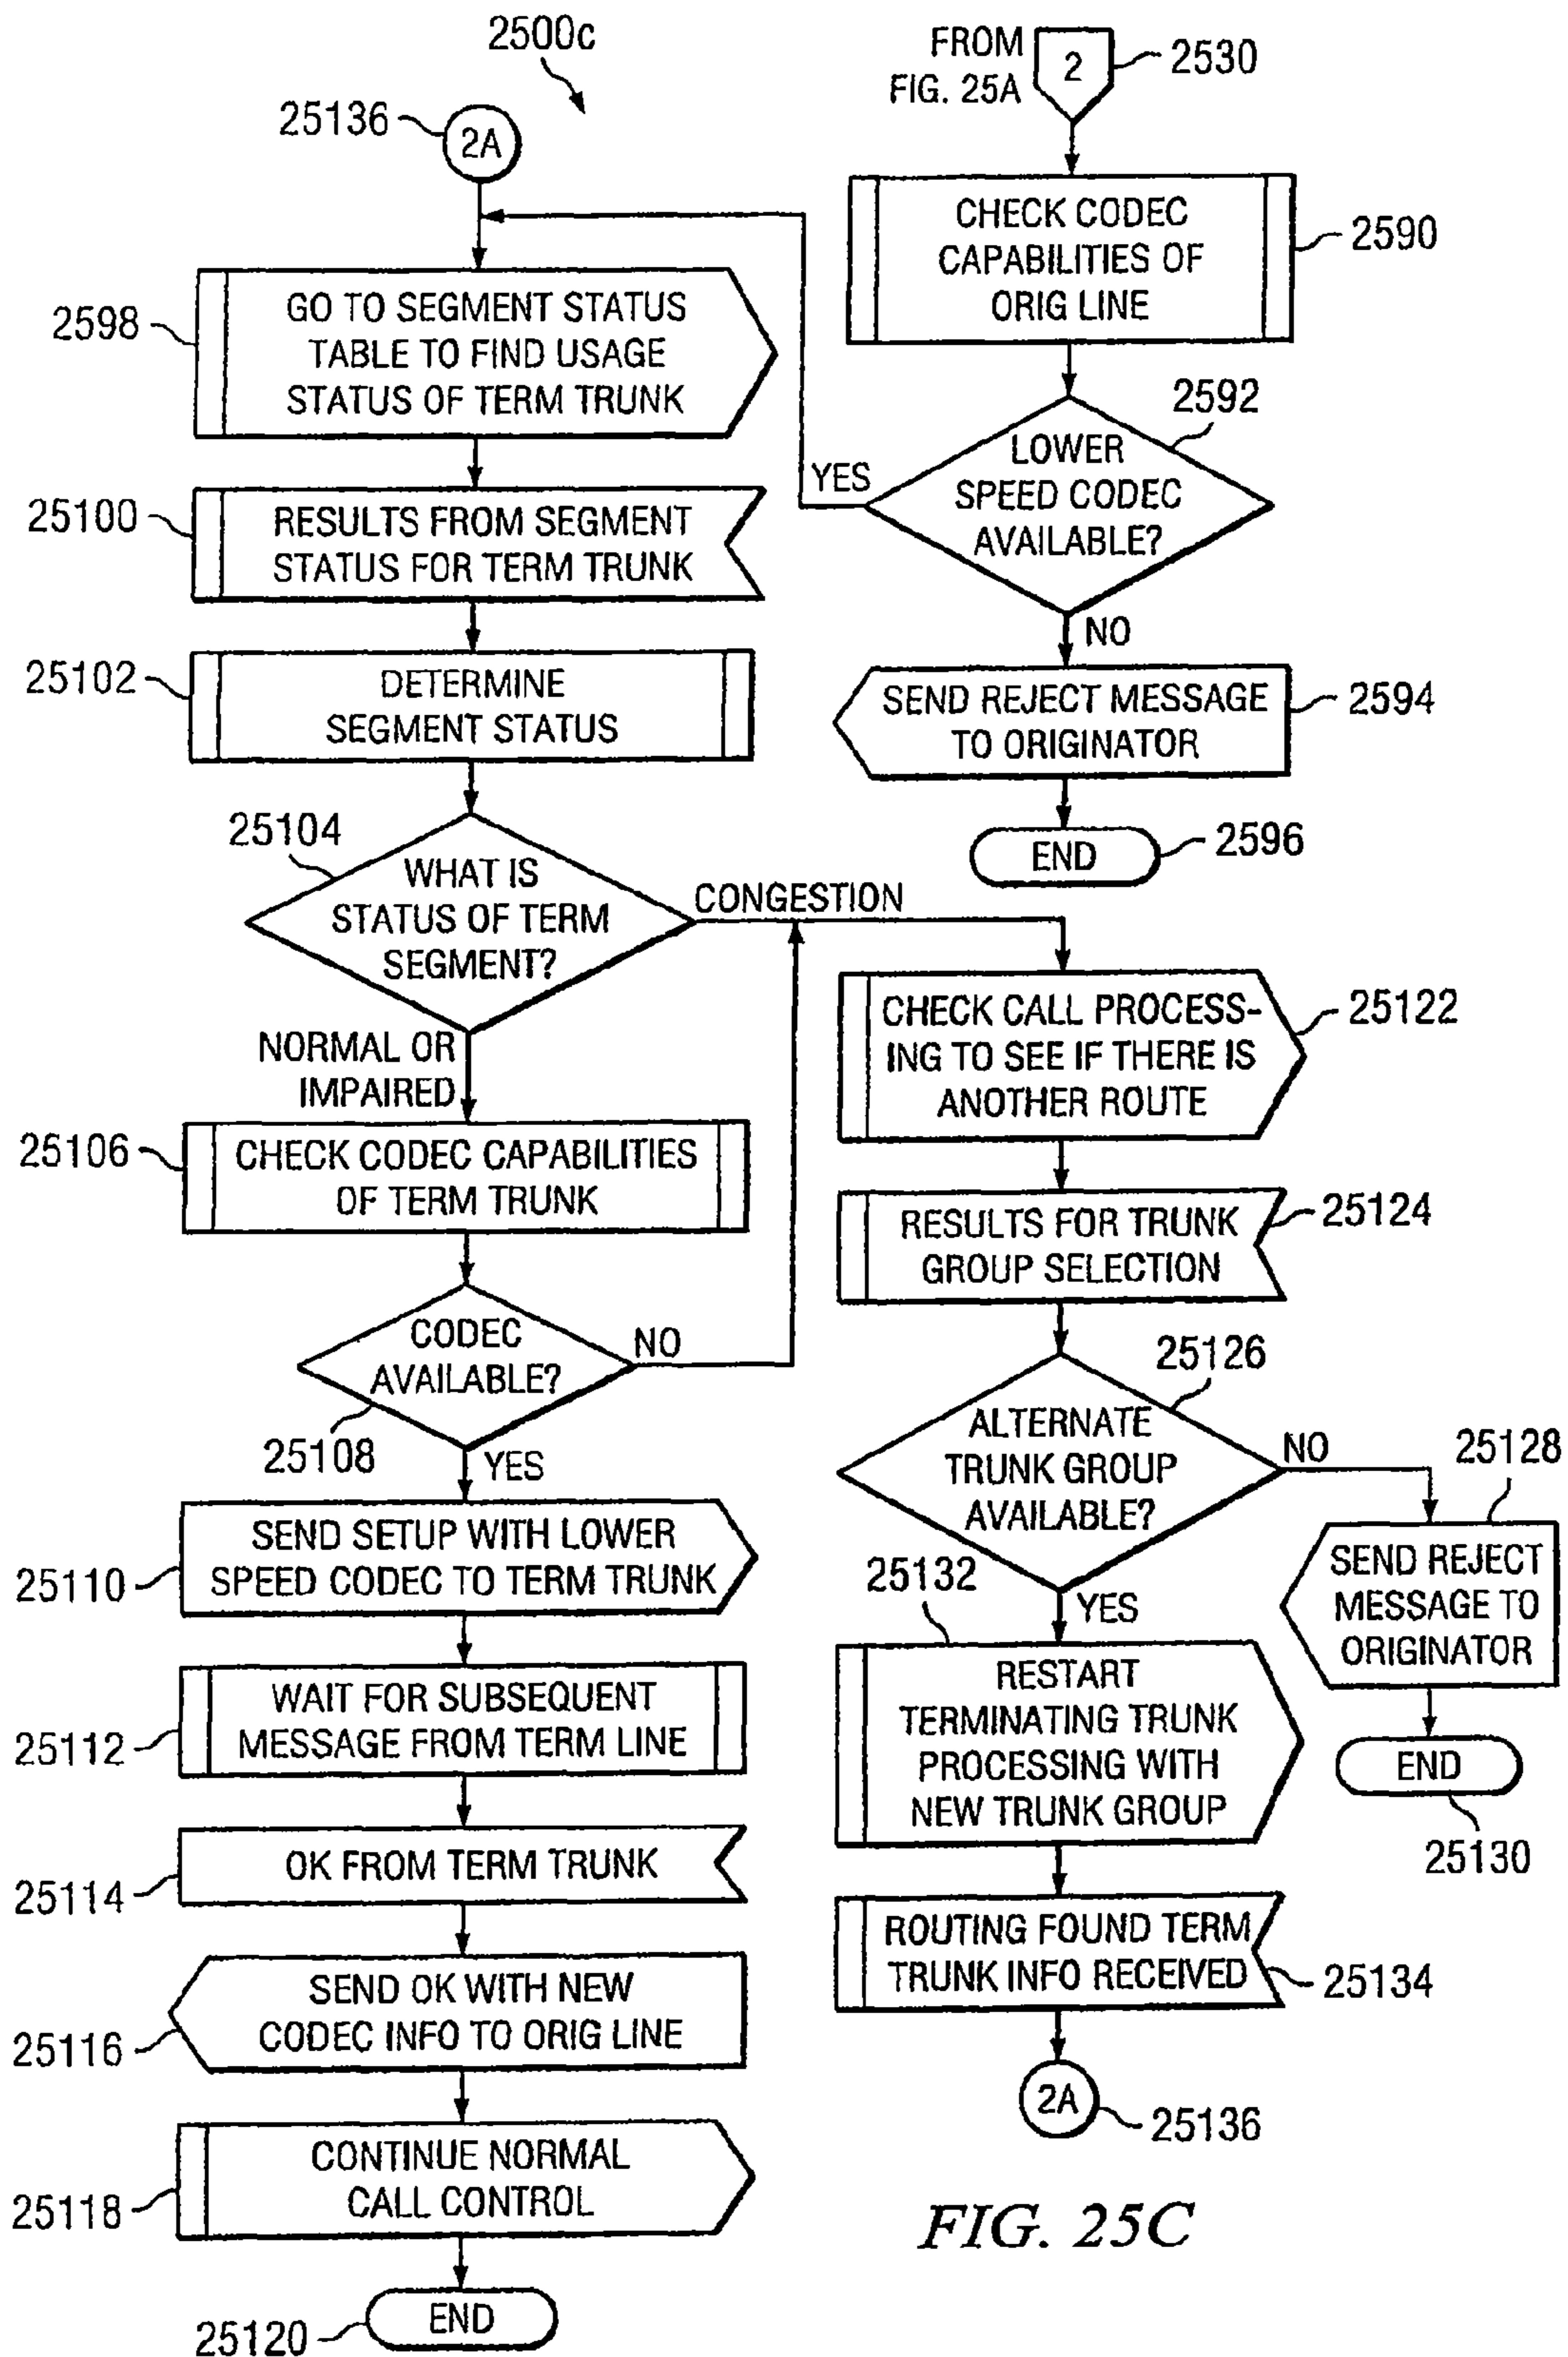 2500c
25136
2A
2598
GO TO SEGMENT STATUS
TABLE TO FIND USAGE
STATUS OF TERM TRUNK
25100
RESULTS FROM SEGMENT
STATUS FOR TERM TRUNK
25102
DETERMINE
SEGMENT STATUS
25104
WHAT IS
STATUS OF TERM
SEGMENT?
CONGESTION
NORMAL OR
IMPAIRED
25106
CHECK CODEC CAPABILITIES
OF TERM TRUNK
CODEC
AVAILABLE?
NO
25108
YES
25110
SEND SETUP WITH LOWER
SPEED CODEC TO TERM TRUNK
25112
WAIT FOR SUBSEQUENT
MESSAGE FROM TERM LINE
25114
OK FROM TERM TRUNK
25116
SEND OK WITH NEW
CODEC INFO TO ORIG LINE
25118
CONTINUE NORMAL
CALL CONTROL
25120
END
FROM
FIG. 25A
2
2530
CHECK CODEC
CAPABILITIES OF
ORIG LINE
2590
2592
LOWER
SPEED CODEC
AVAILABLE?
YES
NO
SEND REJECT MESSAGE
TO ORIGINATOR
2594
END
2596
CHECK CALL PROCESS-
ING TO SEE IF THERE IS
ANOTHER ROUTE
25122
RESULTS FOR TRUNK
GROUP SELECTION
25124
25126
ALTERNATE
TRUNK GROUP
AVAILABLE?
NO
25128
SEND REJECT
MESSAGE TO
ORIGINATOR
END
25130
YES
25132
RESTART
TERMINATING TRUNK
PROCESSING WITH
NEW TRUNK GROUP
ROUTING FOUND TERM
TRUNK INFO RECEIVED
25134
2A
25136
FIG. 25C